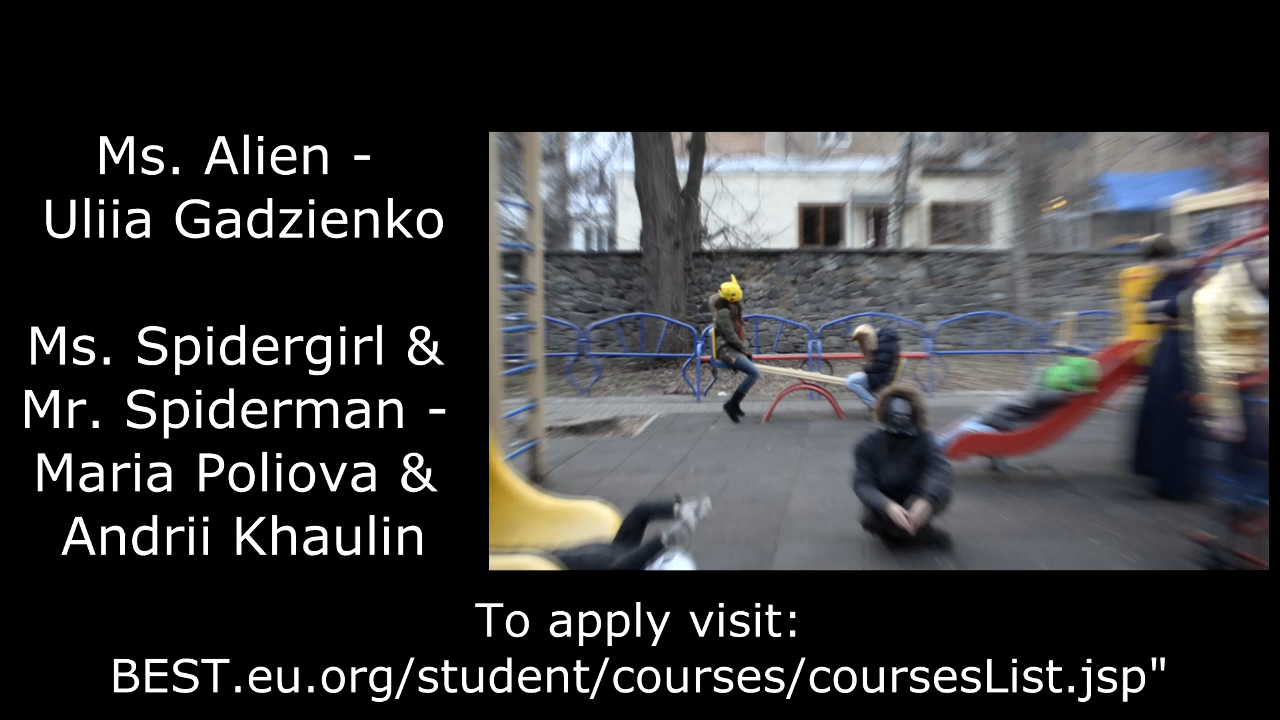 Ms. Alien -
Uliia Gadzienko
Ms. Spidergirl &
Mr. Spiderman -
Maria Poliova &
Andrii Khaulin
To apply visit:
BEST.eu.org/student/courses/coursesList.jsp"